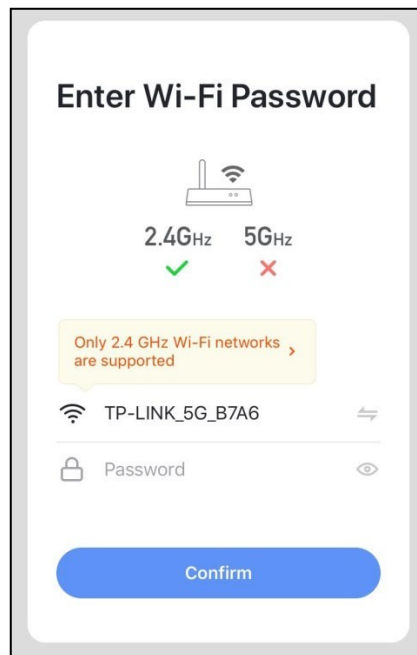 Enter Wi-Fi Password
2.4GHz 5GHz
Only 2.4 GHz Wi-Fi networks
are supported
TP-LINK_5G_B7A6
Password
Confirm